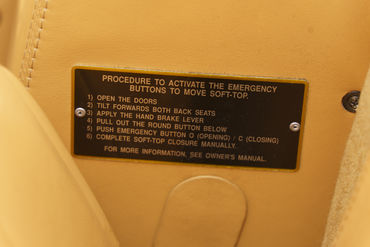 PROCEDURE TO ACTIVATE THE EMERGENCY
BUTTONS TO MOVE SOFT-TOP.
1) OPEN THE DOORS
2) TILT FORWARDS BOTH BACK SEATS
3) APPLY THE HAND BRAKE LEVER
4) PULL OUT THE ROUND BUTTON BELOW
5) PUSH EMERGENCY BUTTON O (OPENING) / C (CLOSING)
6) COMPLETE SOFT-TOP CLOSURE MANUALLY.
FOR MORE INFORMATION, SEE OWNER'S MANUAL.